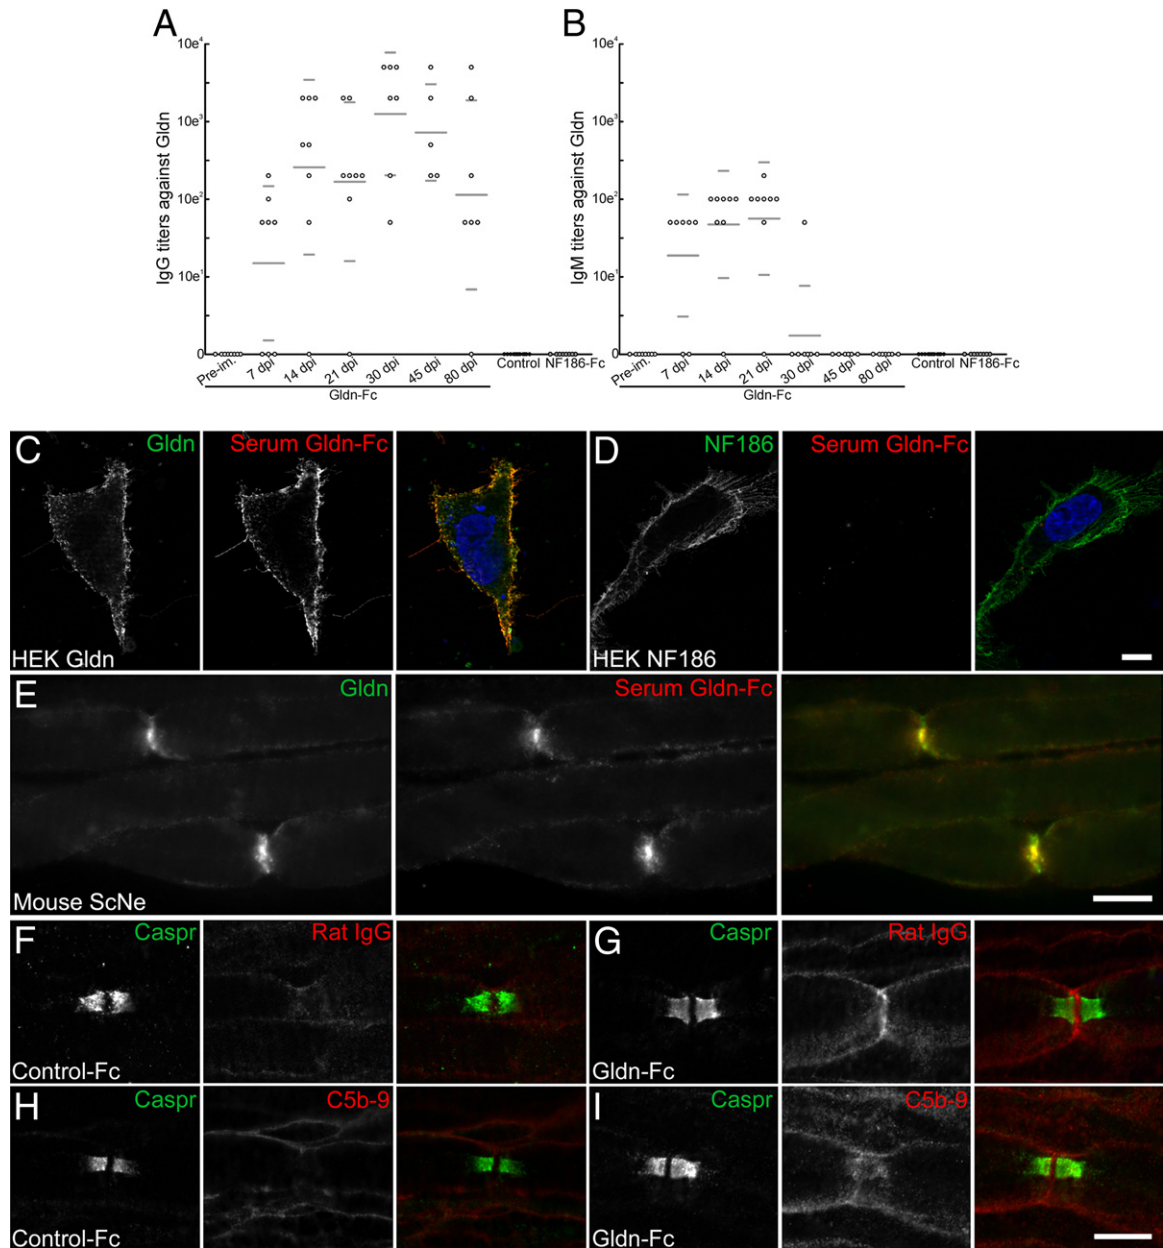 A
B
10e⁴
10e³
10e²
10e¹
0
IgG titers against Gldn
Pre-im.
7 dpi
14 dpi
21 dpi
30 dpi
45 dpi
80 dpi
Control NF186-Fc
Gldn-Fc
10e⁴
10e³
10e²
10e¹
0
IgM titers against Gldn
Pre-im.
7 dpi
14 dpi
21 dpi
30 dpi
45 dpi
80 dpi
Control NF186-Fc
Gldn-Fc
C Gldn Serum Gldn-Fc
HEK Gldn
D NF186 Serum Gldn-Fc
HEK NF186
E Gldn Serum Gldn-Fc
Mouse ScNe
F Caspr Rat IgG
Control-Fc
G Caspr Rat IgG
Gldn-Fc
H Caspr C5b-9
Control-Fc
I Caspr C5b-9
Gldn-Fc